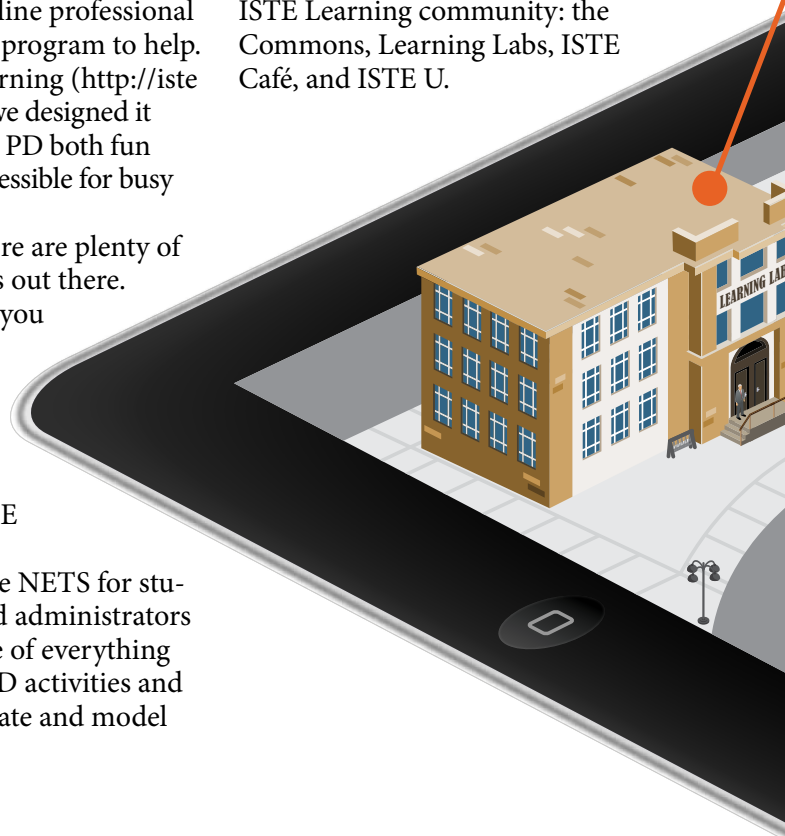 line professional
program to help.
rning (http://iste
ve designed it
PD both fun
essible for busy
re are plenty of
s out there.
you
E
e NETS for stu-
d administrators
e of everything
D activities and
ate and model
ISTE Learning community: the
Commons, Learning Labs, ISTE
Café, and ISTE U.
LEARNING LAB